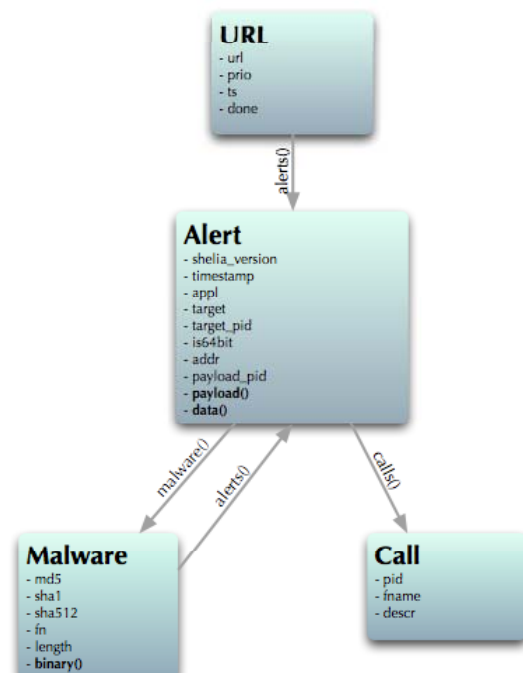 URL
- url
- prio
- ts
- done
alerts()
Alert
- shelia_version
- timestamp
- appl
- target
- target_pid
- is64bit
- addr
- payload_pid
- payload()
- data()
malware()
alerts()
calls()
Malware
- md5
- sha1
- sha512
- fn
- length
- binary()
Call
- pid
- fname
- descr